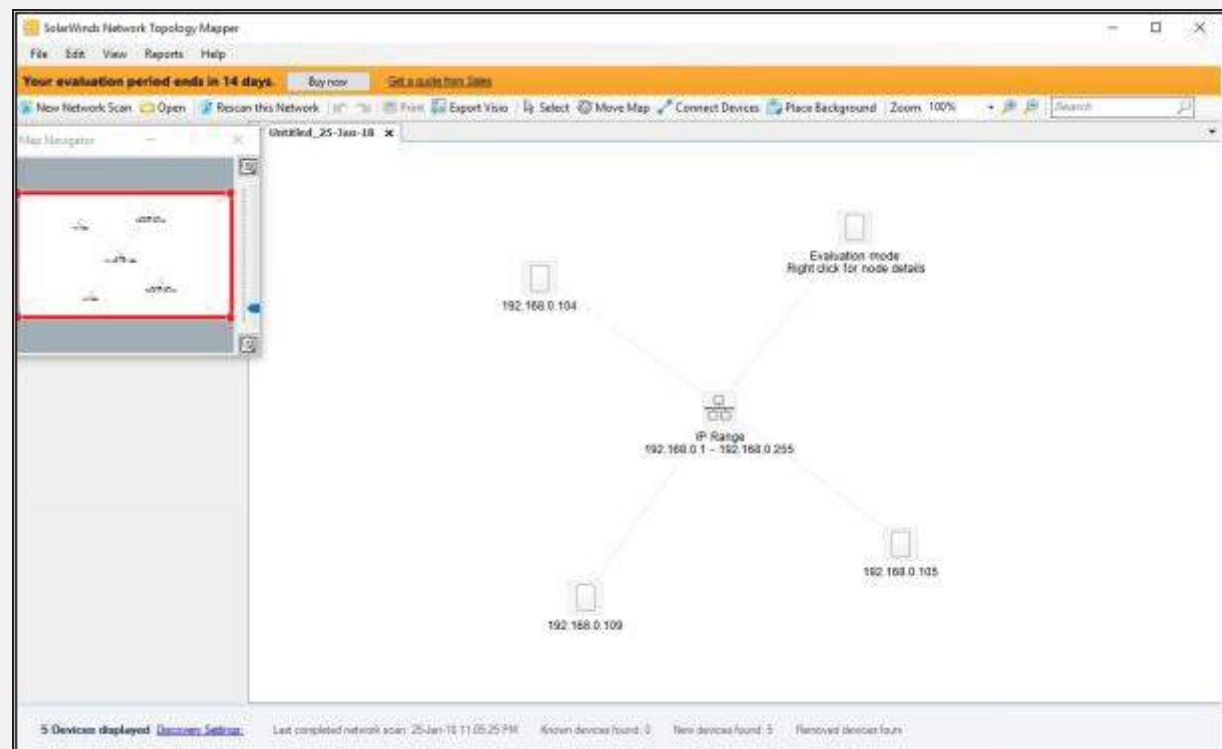 SolarWinds Network Topology Mapper
File Edit View Reports Help
Your evaluation period ends in 14 days. Buy now Get a quote from Sales
New Network Scan Open Rescan this Network Print Export Visio Select Move Map Connect Devices Place Background Zoom 100% Search
Map Navigator
Untitled_25-Jan-18
Evaluation mode
Right click for node details
192.168.0.104
IP Range
192.168.0.1 - 192.168.0.255
192.168.0.105
192.168.0.109
5 Devices displayed Discovery Settings Last completed network scan: 25-Jan-18 11:05:25 PM Known devices found: 0 New devices found: 5 Removed devices foun